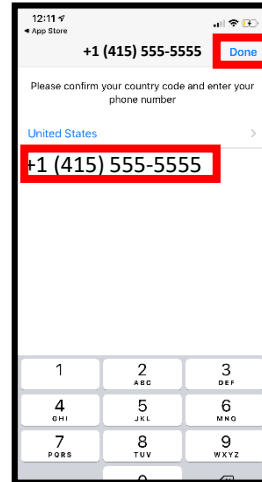 12:11
◀ App Store
+1 (415) 555-5555 Done
Please confirm your country code and enter your
phone number
United States
+1 (415) 555-5555
1 2 3
ABC DEF
4 5 6
GHI JKL MNO
7 8 9
PQRS TUV WXYZ
0